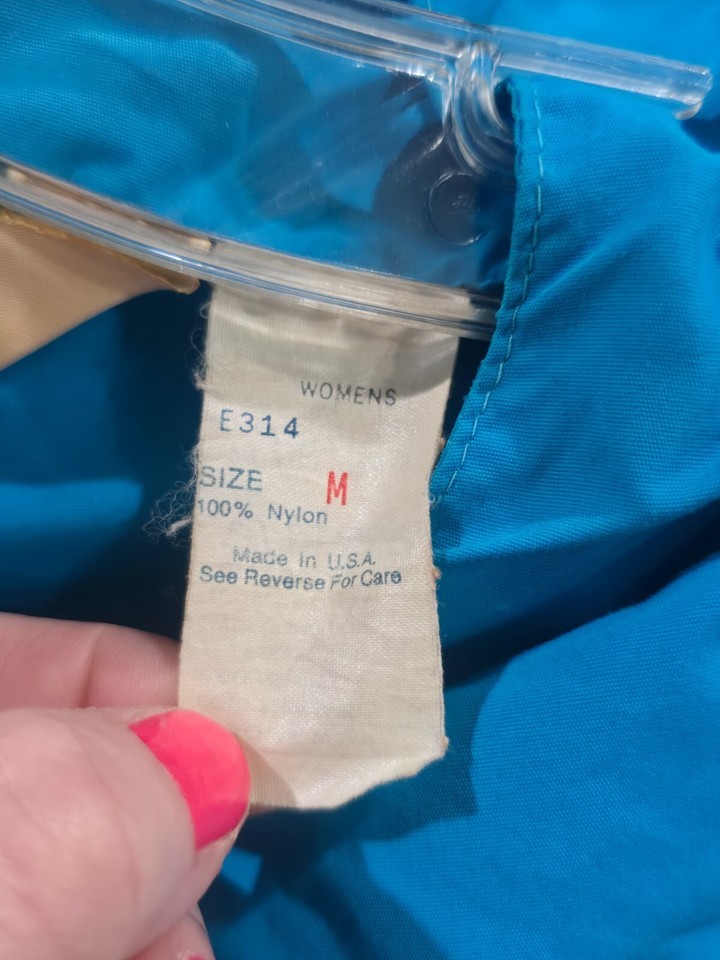 WOMENS
E314
SIZE M
100% Nylon
Made in U.S.A.
See Reverse For Care